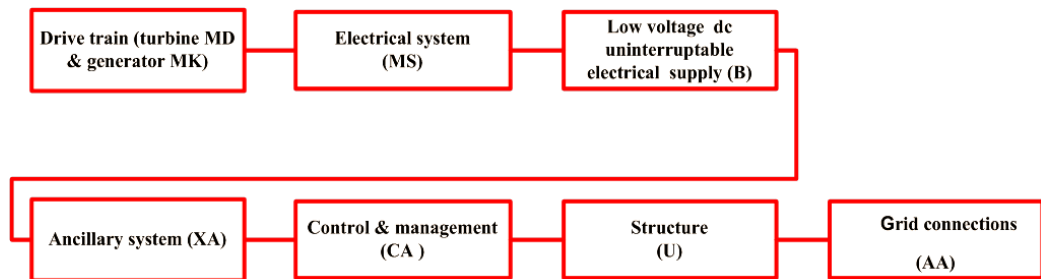 Drive train (turbine MD
& generator MK)
Electrical system
(MS)
Low voltage dc
uninterruptable
electrical supply (B)
Ancillary system (XA)
Control & management
(CA )
Structure
(U)
Grid connections
(AA)